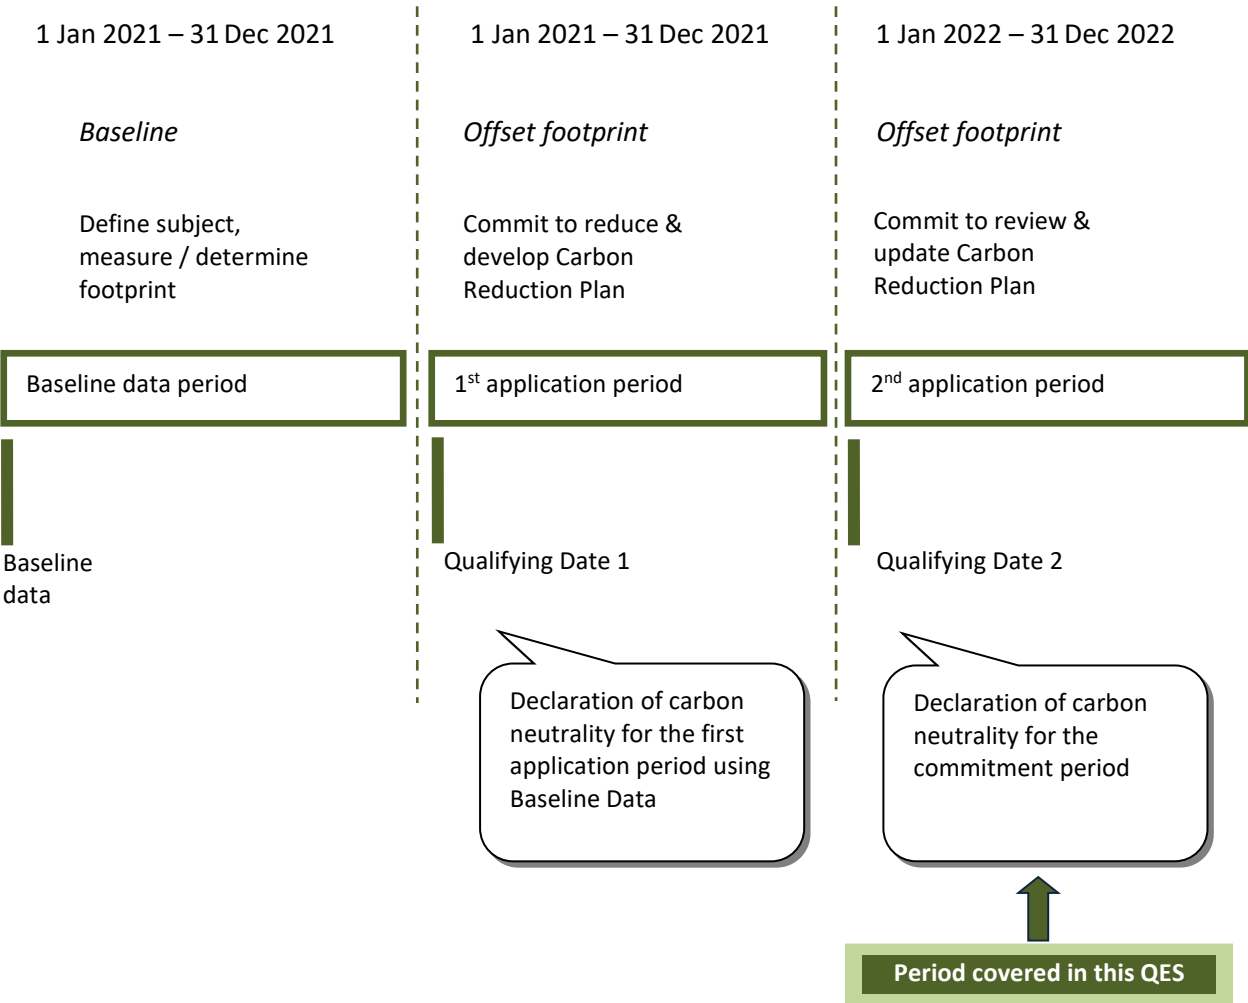 1 Jan 2021 – 31 Dec 2021
1 Jan 2021 – 31 Dec 2021
1 Jan 2022 – 31 Dec 2022
Baseline
Offset footprint
Offset footprint
Define subject,
measure / determine
footprint
Commit to reduce &
develop Carbon
Reduction Plan
Commit to review &
update Carbon
Reduction Plan
Baseline data period
1st application period
2nd application period
Baseline
data
Qualifying Date 1
Qualifying Date 2
Declaration of carbon
neutrality for the first
application period using
Baseline Data
Declaration of carbon
neutrality for the
commitment period
Period covered in this QES